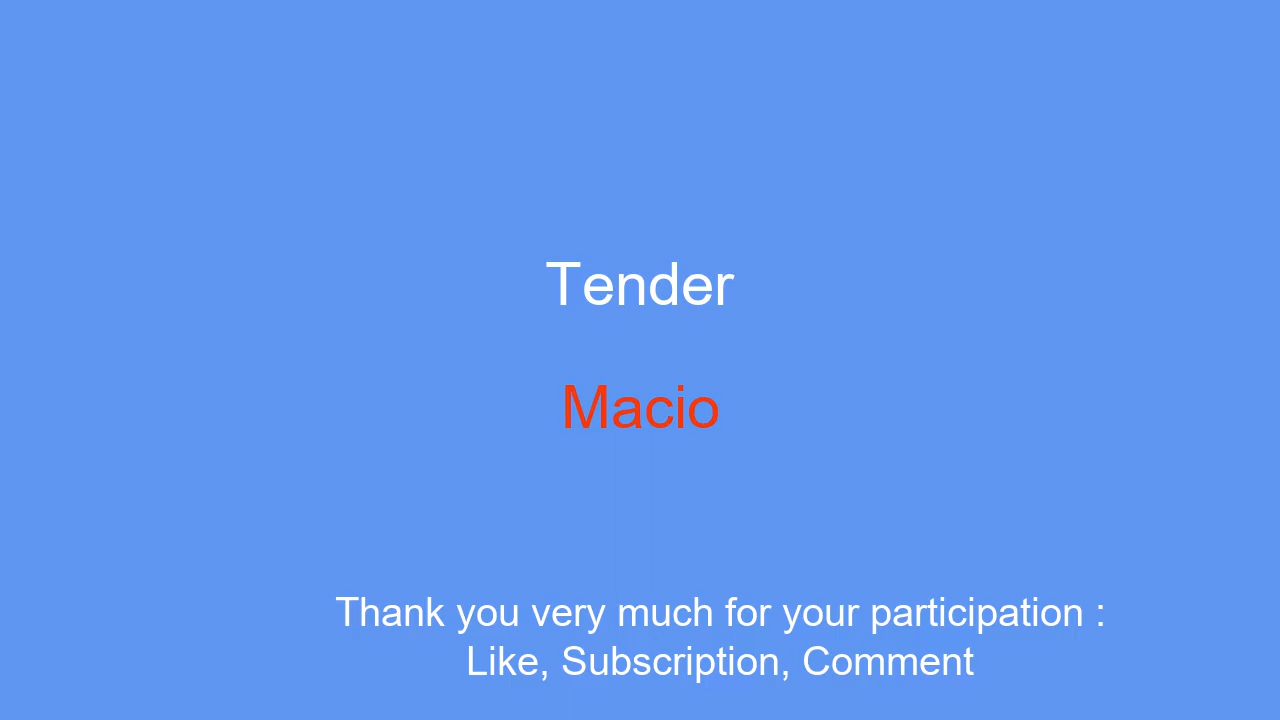 Tender
Macio
Thank you very much for your participation :
Like, Subscription, Comment